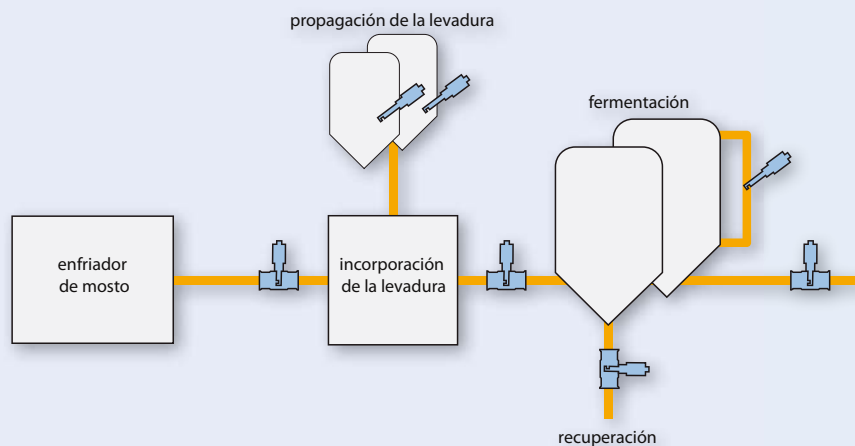 propagación de la levadura
fermentación
enfriador
de mosto
incorporación
de la levadura
recuperación